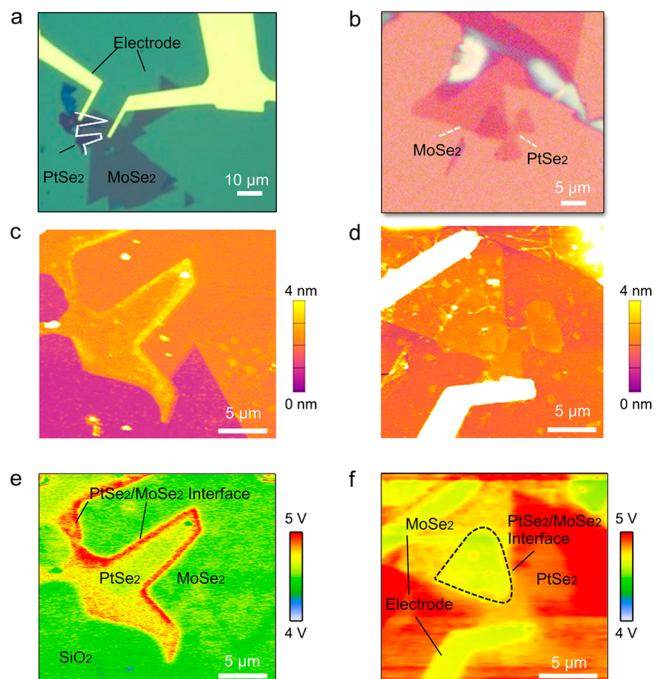 a
Electrode
PtSe2
MoSe2
10 μm
b
MoSe2
PtSe2
5 μm
c
4 nm
0 nm
5 μm
d
4 nm
0 nm
5 μm
e
PtSe2/MoSe2 Interface
5 V
PtSe2
MoSe2
4 V
SiO2
5 μm
f
MoSe2
PtSe2/MoSe2
Interface
5 V
PtSe2
Electrode
4 V
5 μm